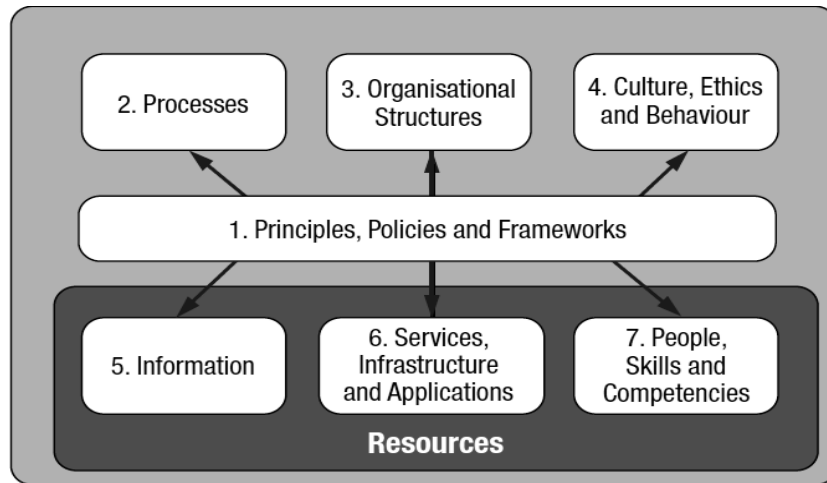 2. Processes
3. Organisational
Structures
4. Culture, Ethics
and Behaviour
1. Principles, Policies and Frameworks
5. Information
6. Services,
Infrastructure
and Applications
7. People,
Skills and
Competencies
Resources